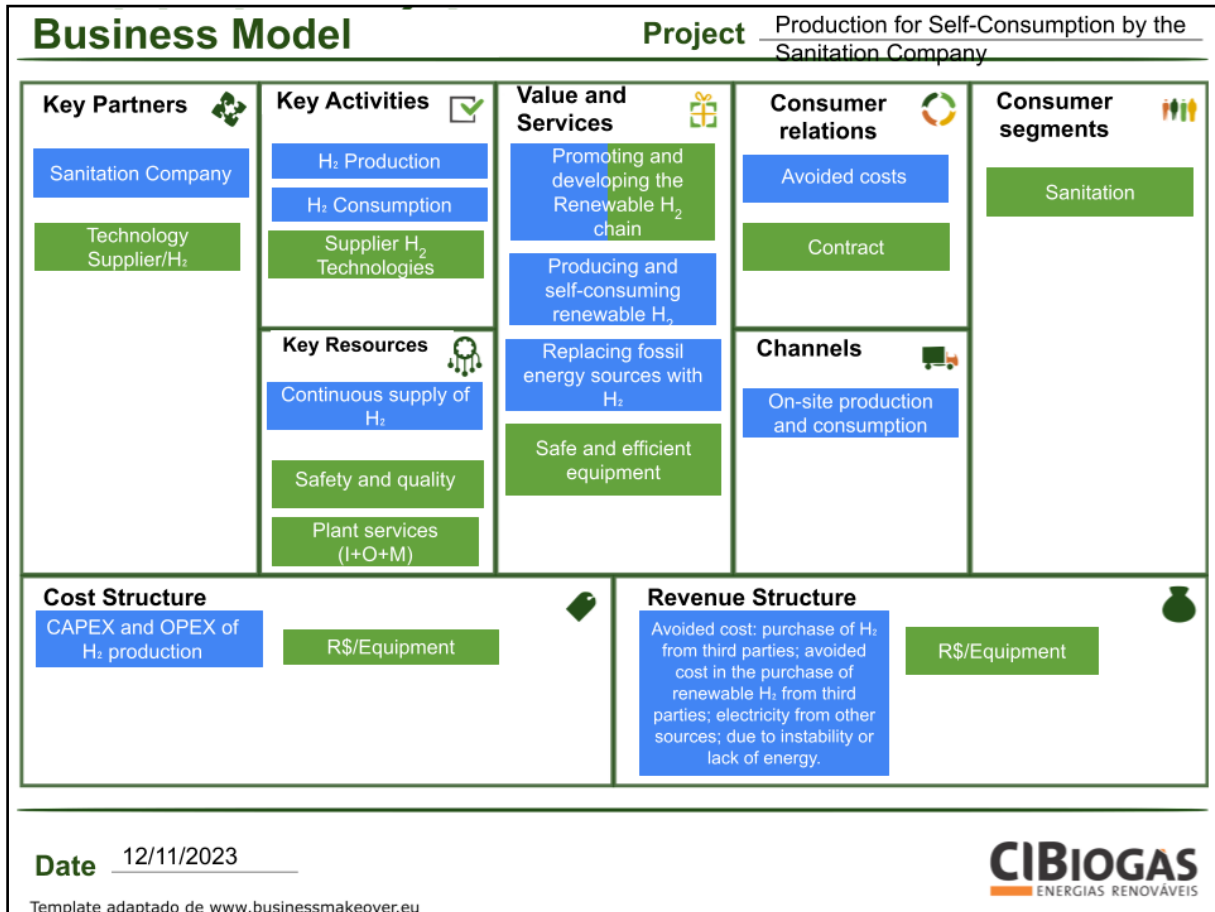 Business Model
Project
Production for Self-Consumption by the
Sanitation Company
Key Partners
Sanitation Company
Technology
Supplier/H₂
Key Activities
H₂ Production
H₂ Consumption
Supplier H₂
Technologies
Key Resources
Continuous supply of
H₂
Safety and quality
Plant services
(I+O+M)
Value and
Services
Promoting and
developing the
Renewable H₂
chain
Producing and
self-consuming
renewable H₂
Replacing fossil
energy sources with
H₂
Safe and efficient
equipment
Consumer
relations
Avoided costs
Contract
Channels
On-site production
and consumption
Consumer
segments
Sanitation
Cost Structure
CAPEX and OPEX of
H₂ production
R$/Equipment
Revenue Structure
Avoided cost: purchase of H₂
from third parties; avoided
cost in the purchase of
renewable H₂ from third
parties; electricity from other
sources; due to instability or
lack of energy.
R$/Equipment
Date
12/11/2023
CIBIOGÁS
ENERGIAS RENOVÁVEIS
Template adaptado de www.businessmakeover.eu